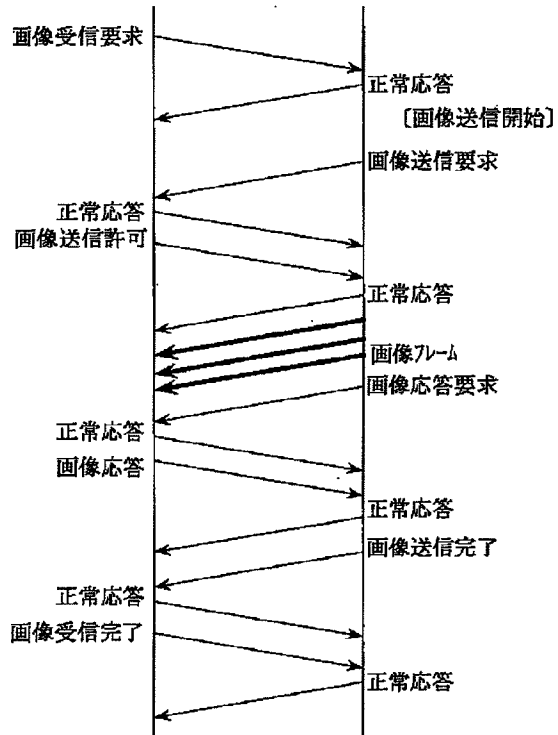 画像受信要求
正常応答
〔画像送信開始〕
画像送信要求
正常応答
画像送信許可
正常応答
画像フレーム
画像応答要求
正常応答
画像応答
正常応答
画像送信完了
正常応答
画像受信完了
正常応答